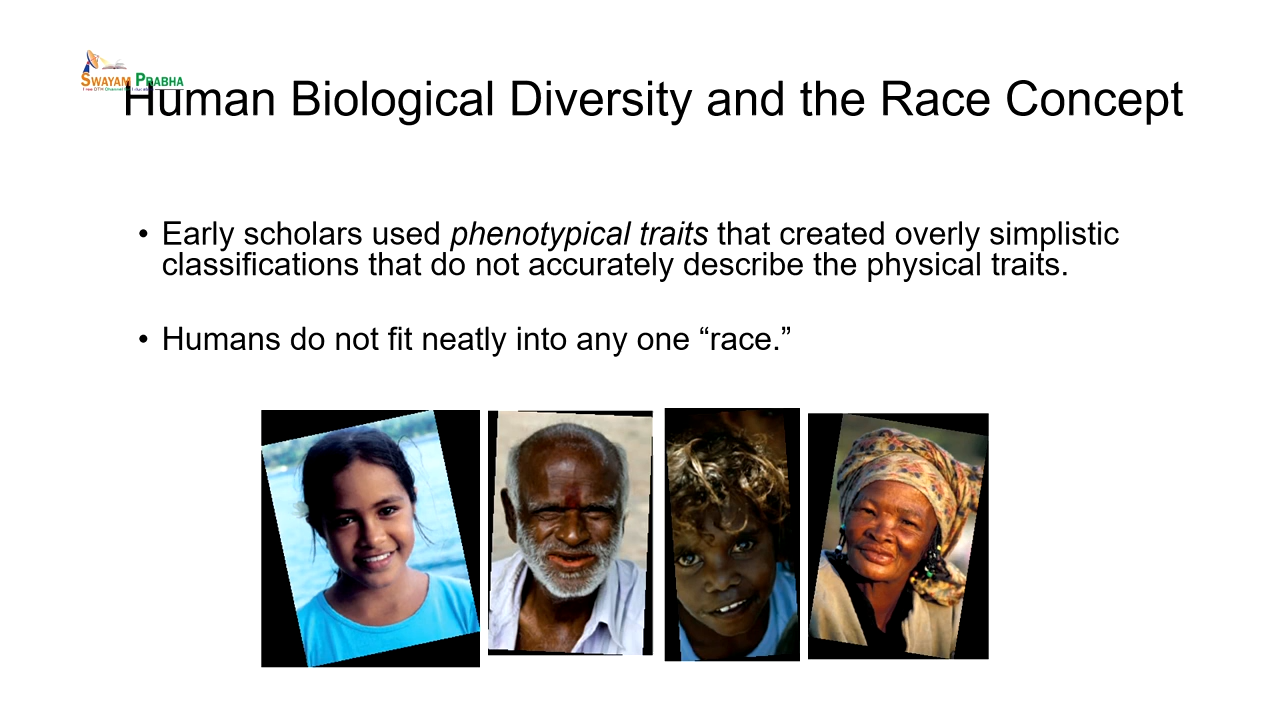 SWAYAM PRABHA
Human Biological Diversity and the Race Concept
• Early scholars used phenotypical traits that created overly simplistic
classifications that do not accurately describe the physical traits.
• Humans do not fit neatly into any one “race.”